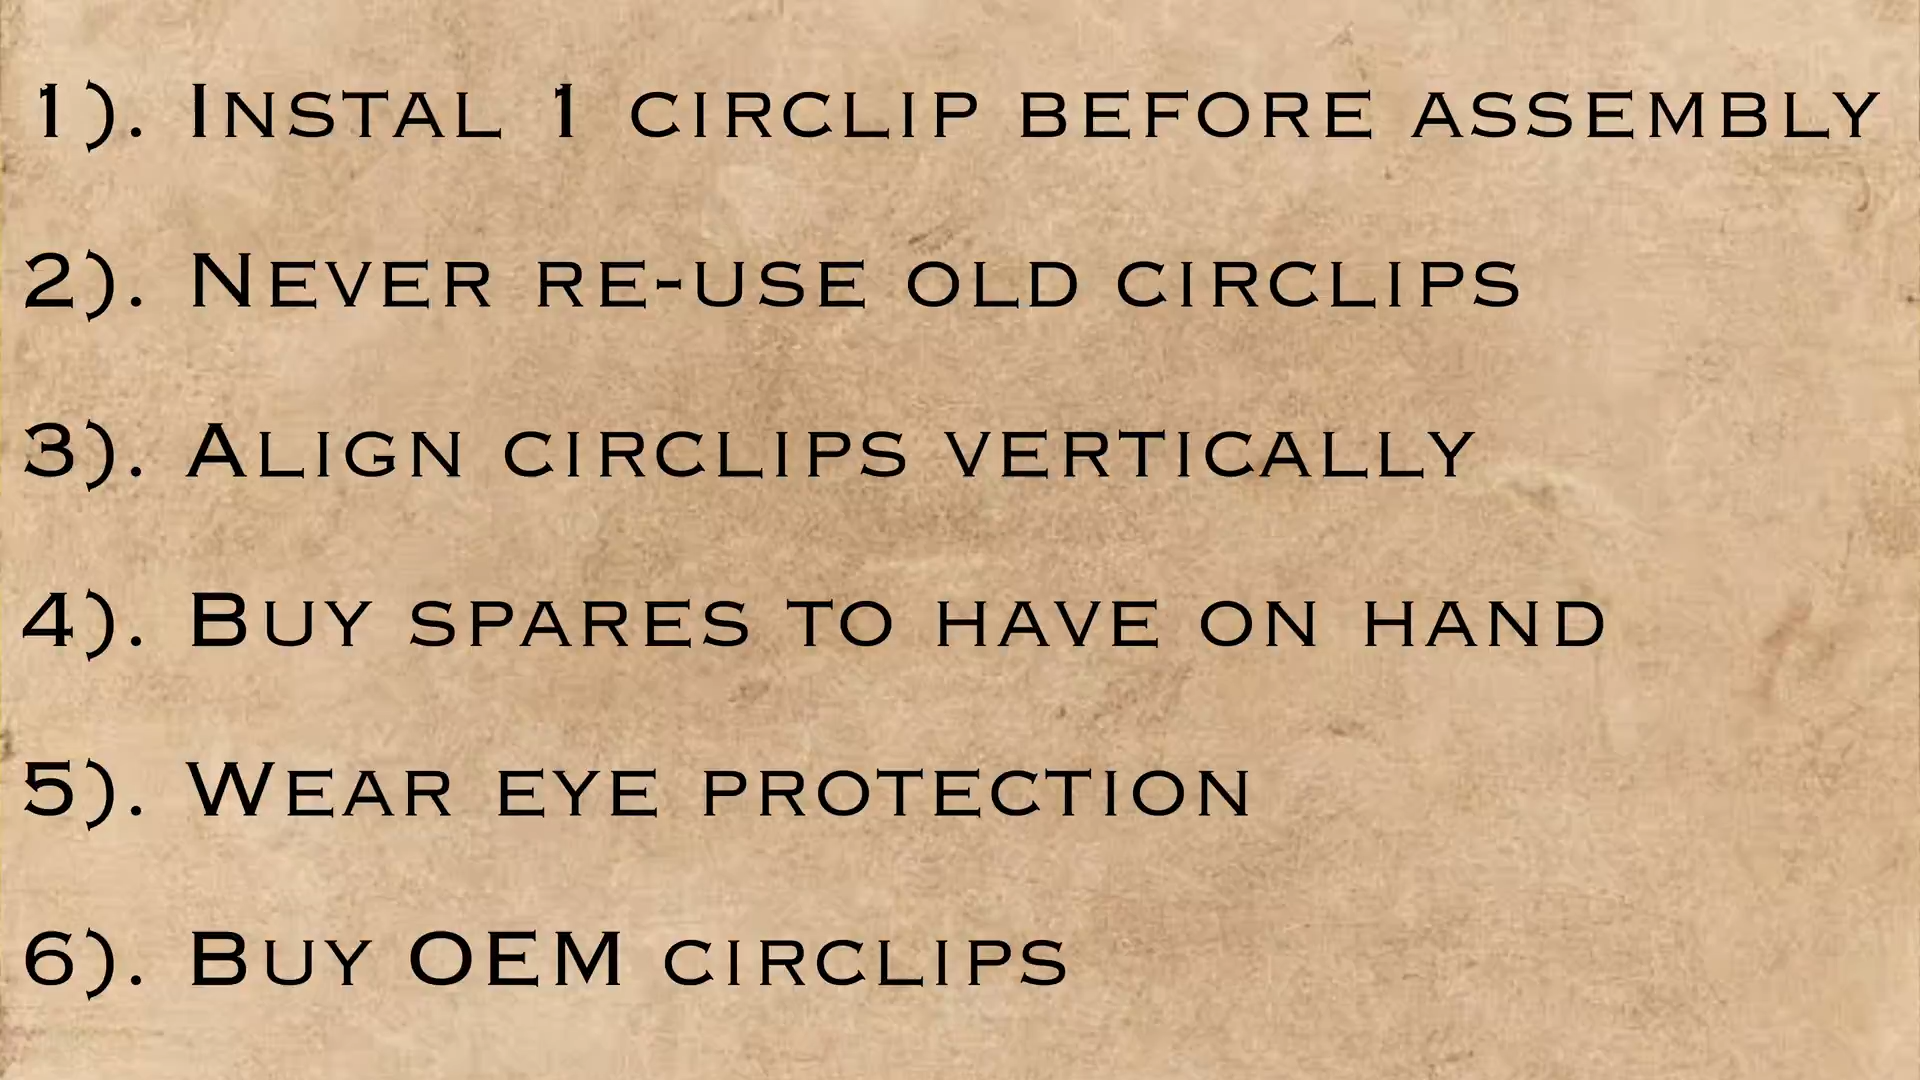 1). Instal 1 circlip before assembly
2). Never re-use old circlips
3). Align circlips vertically
4). Buy spares to have on hand
5). Wear eye protection
6). Buy OEM circlips